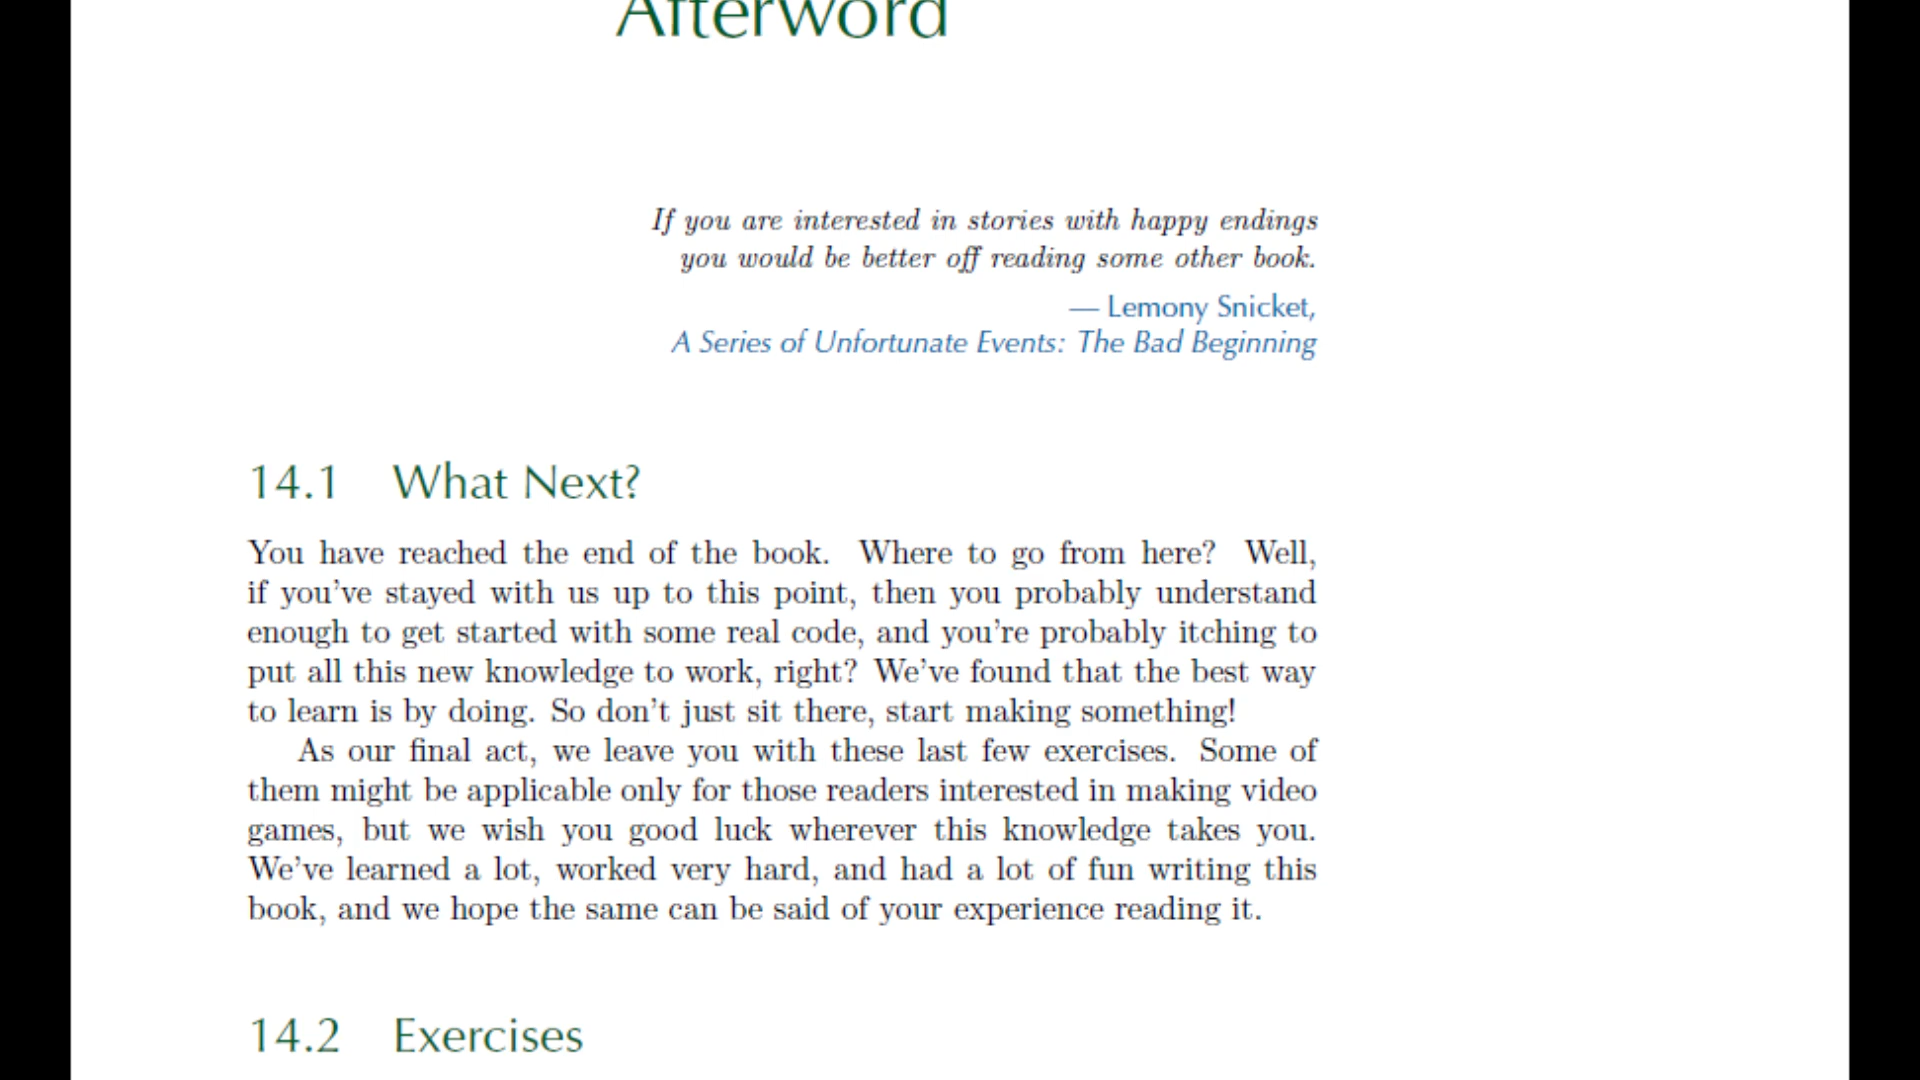 Afterword
If you are interested in stories with happy endings
you would be better off reading some other book.
— Lemony Snicket,
A Series of Unfortunate Events: The Bad Beginning
14.1 What Next?
You have reached the end of the book. Where to go from here? Well,
if you've stayed with us up to this point, then you probably understand
enough to get started with some real code, and you're probably itching to
put all this new knowledge to work, right? We've found that the best way
to learn is by doing. So don't just sit there, start making something!
As our final act, we leave you with these last few exercises. Some of
them might be applicable only for those readers interested in making video
games, but we wish you good luck wherever this knowledge takes you.
We've learned a lot, worked very hard, and had a lot of fun writing this
book, and we hope the same can be said of your experience reading it.
14.2 Exercises